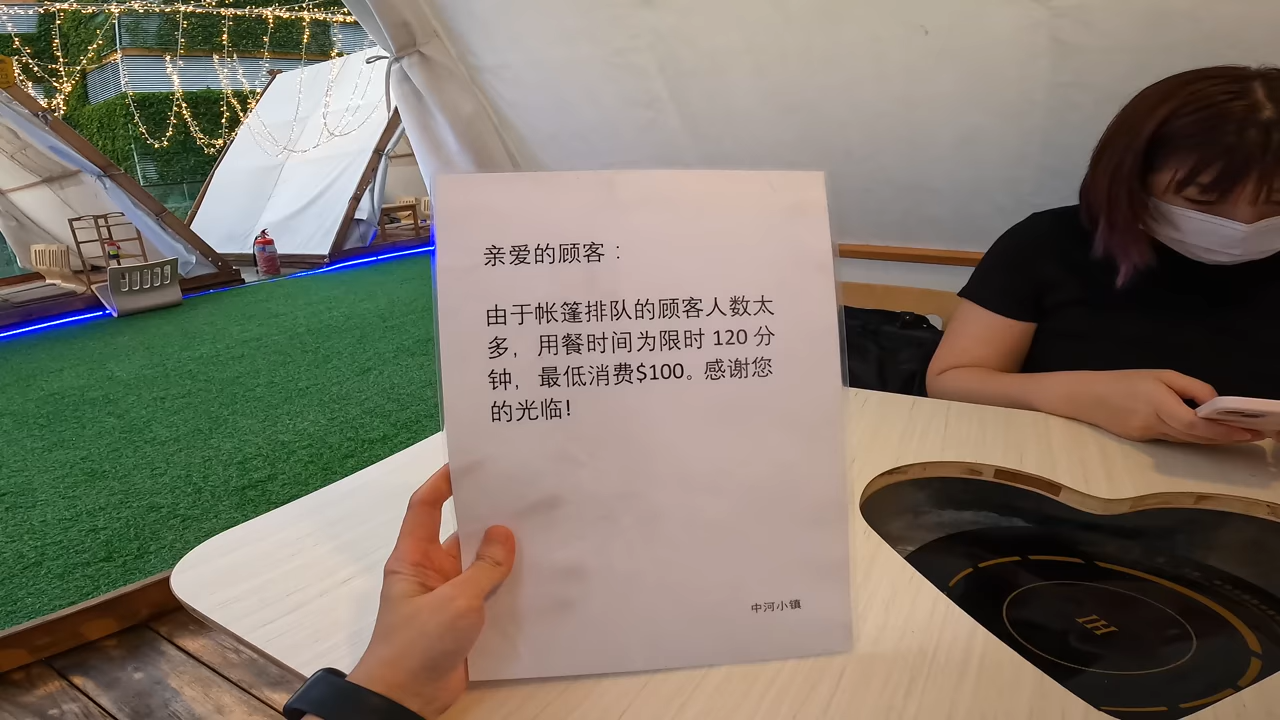 亲爱的顾客：
由于帐篷排队的顾客人数太
多，用餐时间为限时 120 分
钟，最低消费$100。感谢您
的光临!
中河小镇
IH